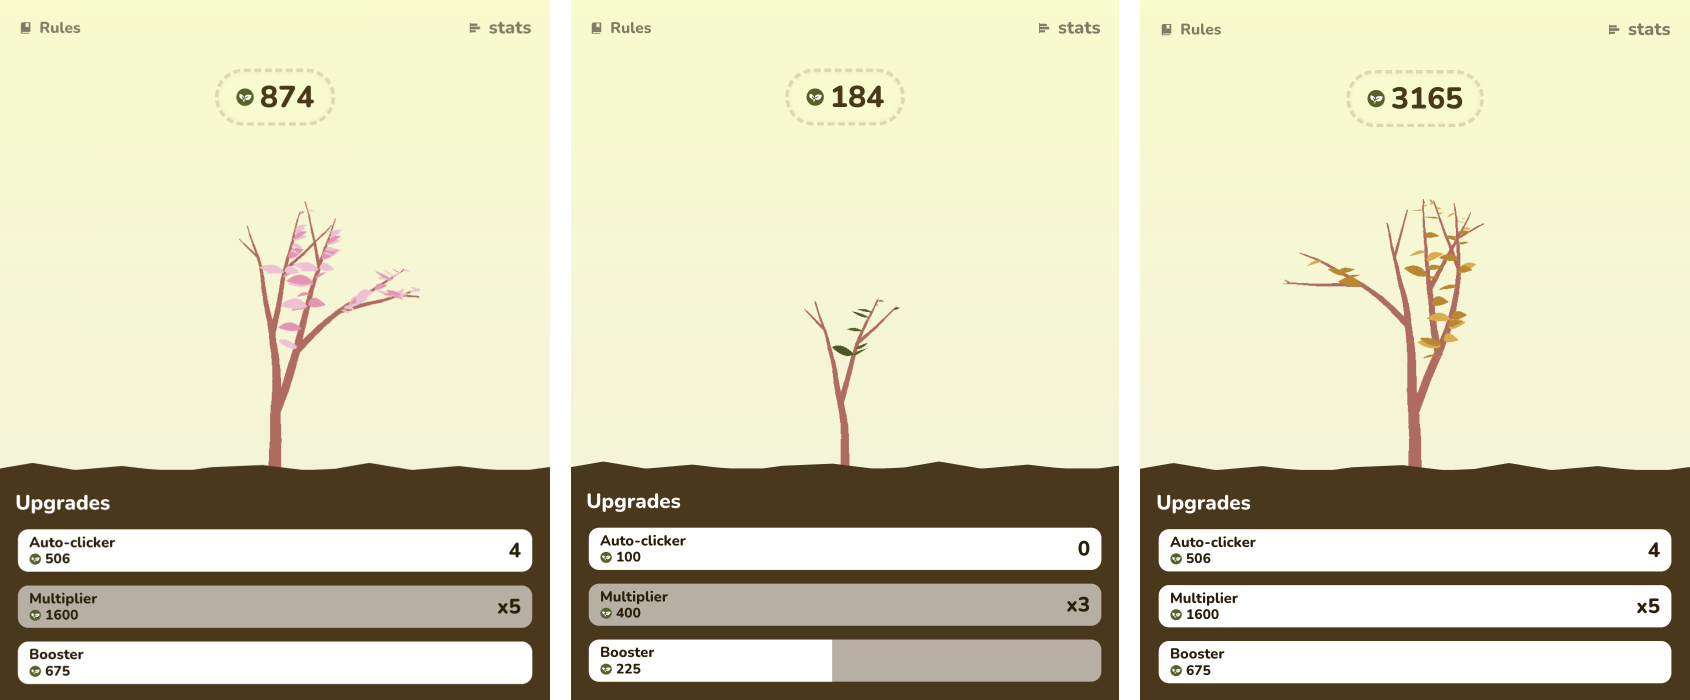 Rules
stats
874
Upgrades
Auto-clicker
506
4
Multiplier
1600
x5
Booster
675
Rules
stats
184
Upgrades
Auto-clicker
100
0
Multiplier
400
x3
Booster
225
Rules
stats
3165
Upgrades
Auto-clicker
506
4
Multiplier
1600
x5
Booster
675